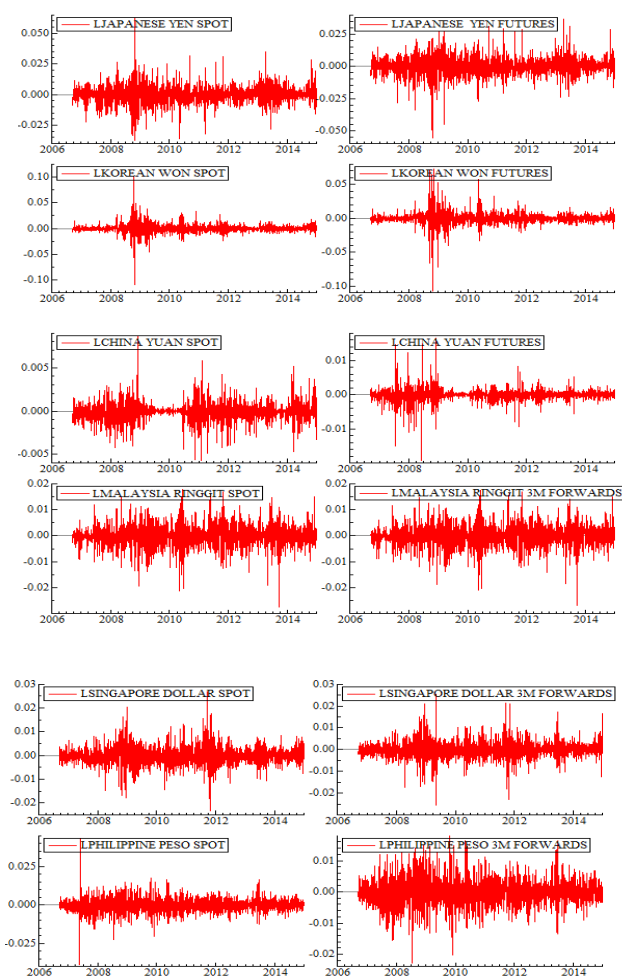 LJAPANESE YEN SPOT
0.050
0.025
0.000
-0.025
2006 2008 2010 2012 2014
LJAPANESE YEN FUTURES
0.025
0.000
-0.025
-0.050
2006 2008 2010 2012 2014
LKOREAN WON SPOT
0.10
0.05
0.00
-0.05
-0.10
2006 2008 2010 2012 2014
LKOREAN WON FUTURES
0.05
0.00
-0.05
-0.10
2006 2008 2010 2012 2014
LCHINA YUAN SPOT
0.005
0.000
-0.005
2006 2008 2010 2012 2014
LCHINA YUAN FUTURES
0.01
0.00
-0.01
2006 2008 2010 2012 2014
LMALAYSIA RINGGIT SPOT
0.02
0.01
0.00
-0.01
-0.02
2006 2008 2010 2012 2014
LMALAYSIA RINGGIT 3M FORWARDS
0.02
0.01
0.00
-0.01
-0.02
2006 2008 2010 2012 2014
LSINGAPORE DOLLAR SPOT
0.03
0.02
0.01
0.00
-0.01
-0.02
2006 2008 2010 2012 2014
LSINGAPORE DOLLAR 3M FORWARDS
0.03
0.02
0.01
0.00
-0.01
-0.02
2006 2008 2010 2012 2014
LPHILIPPINE PESO SPOT
0.025
0.000
-0.025
LPHILIPPINE PESO 3M FORWARDS
0.01
0.00
-0.01
-0.02